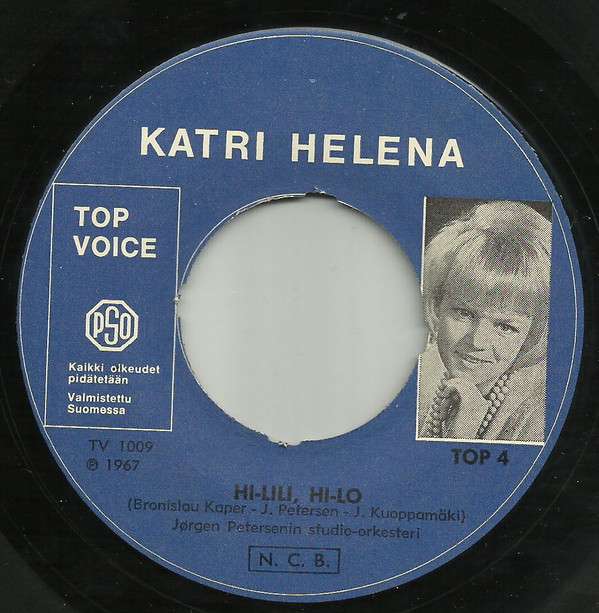 KATRI HELENA
TOP
VOICE
PSO
Kaikki oikeudet
pidätetään
Valmistettu
Suomessa
TV 1009
℗ 1967
TOP 4
HI-LILI, HI-LO
(Bronislau Kaper - J. Petersen - J. Kuoppamäki)
Jørgen Petersenin studio-orkesteri
N. C. B.